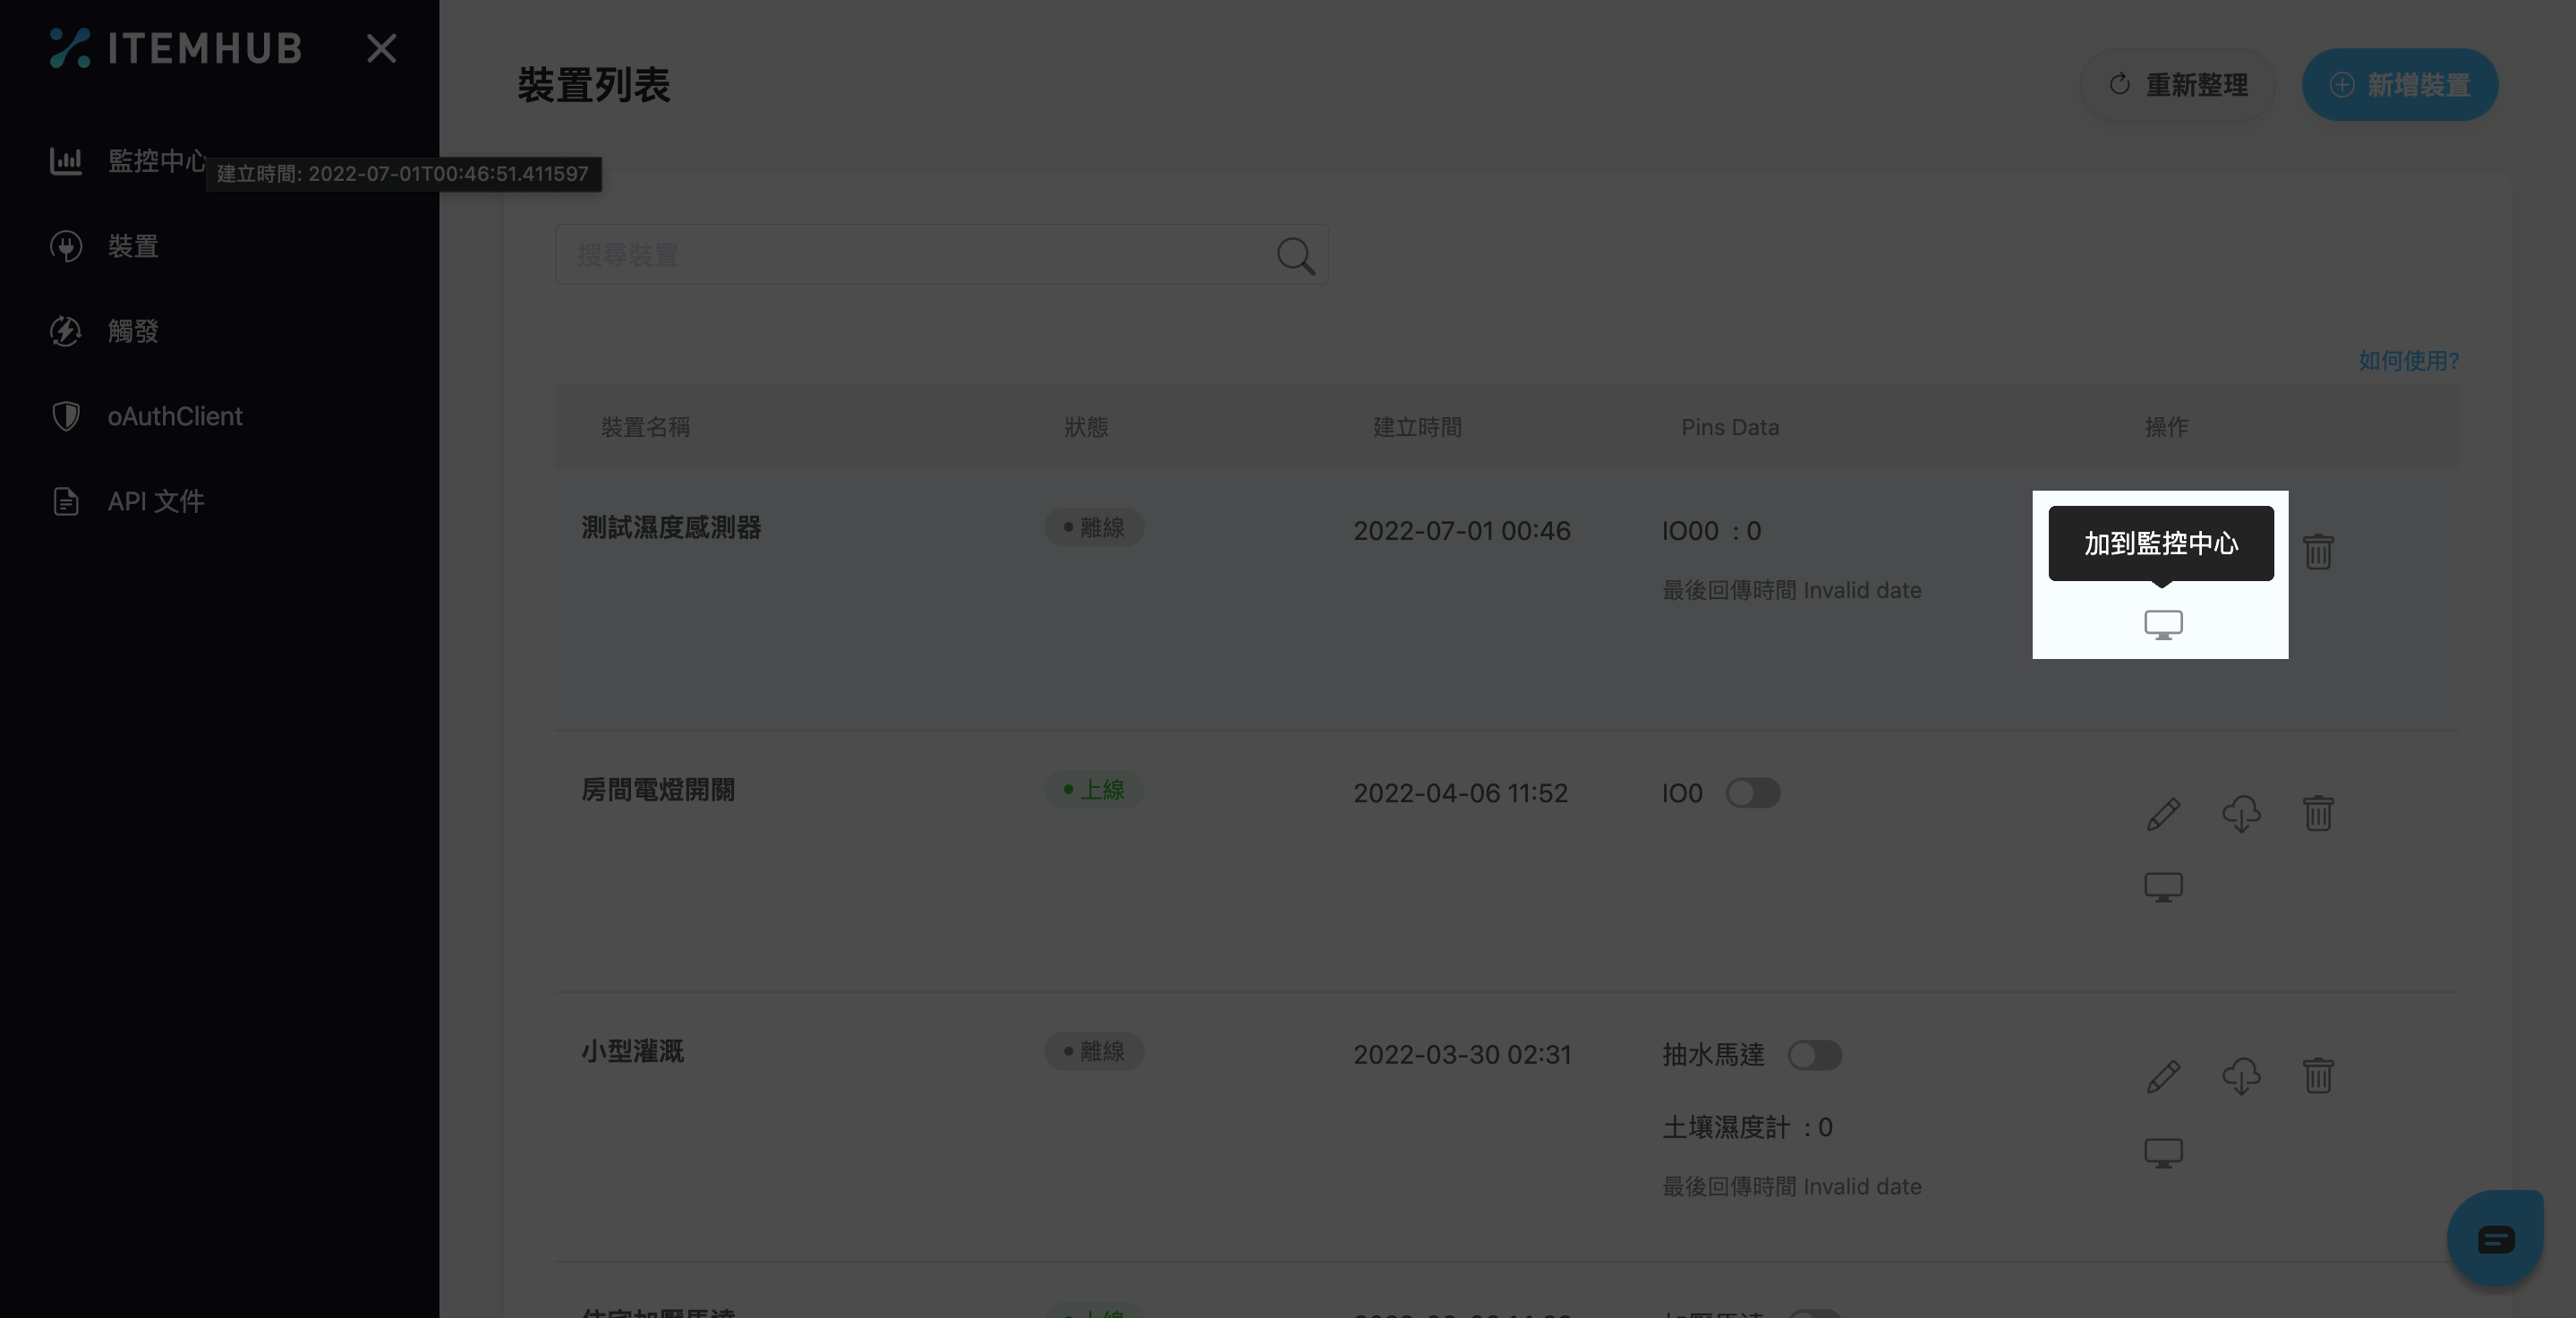 ITEMHUB
監控中心
建立時間: 2022-07-01T00:46:51.411597
裝置
觸發
oAuthClient
API 文件
裝置列表
重新整理
新增裝置
搜尋裝置
如何使用?
裝置名稱 狀態 建立時間 Pins Data 操作
測試濕度感測器 離線 2022-07-01 00:46 IO00 : 0
加到監控中心
最後回傳時間 Invalid date
房間電燈開關 上線 2022-04-06 11:52 IO0
小型灌溉 離線 2022-03-30 02:31 抽水馬達
土壤濕度計 : 0
最後回傳時間 Invalid date